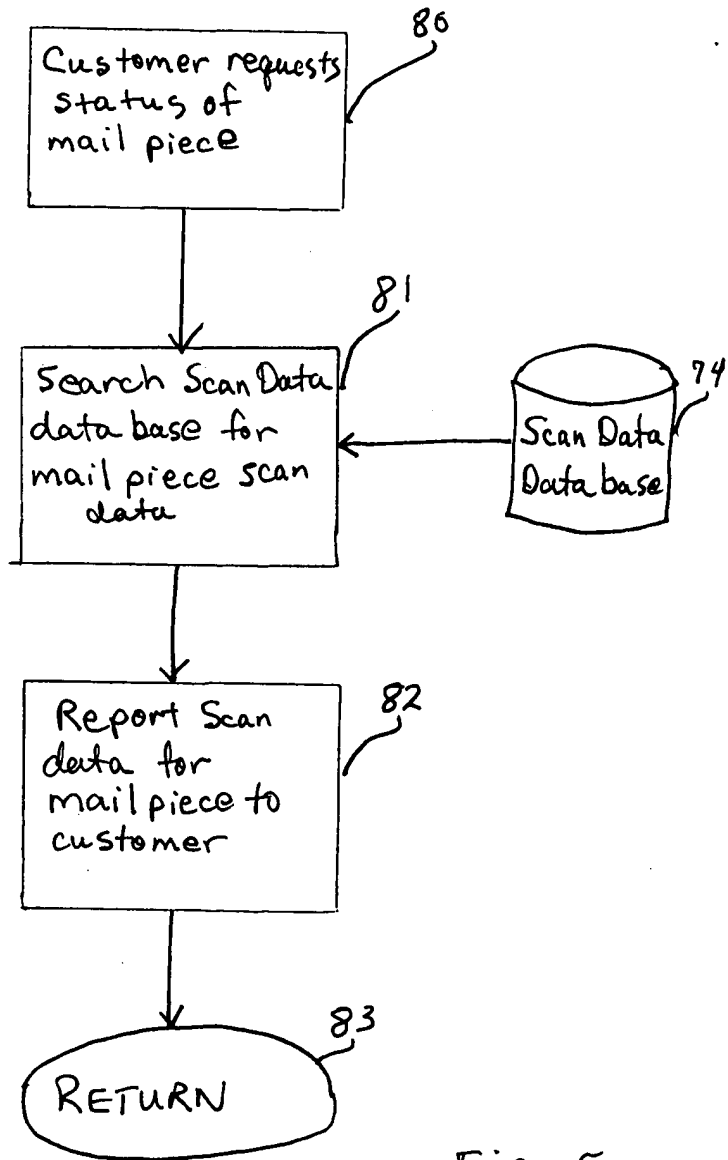 80
Customer requests
status of
mail piece
81
Search Scan Data
data base for
mail piece scan
data
74
Scan Data
Data base
82
Report Scan
data for
mail piece to
customer
83
RETURN
Fig. 5